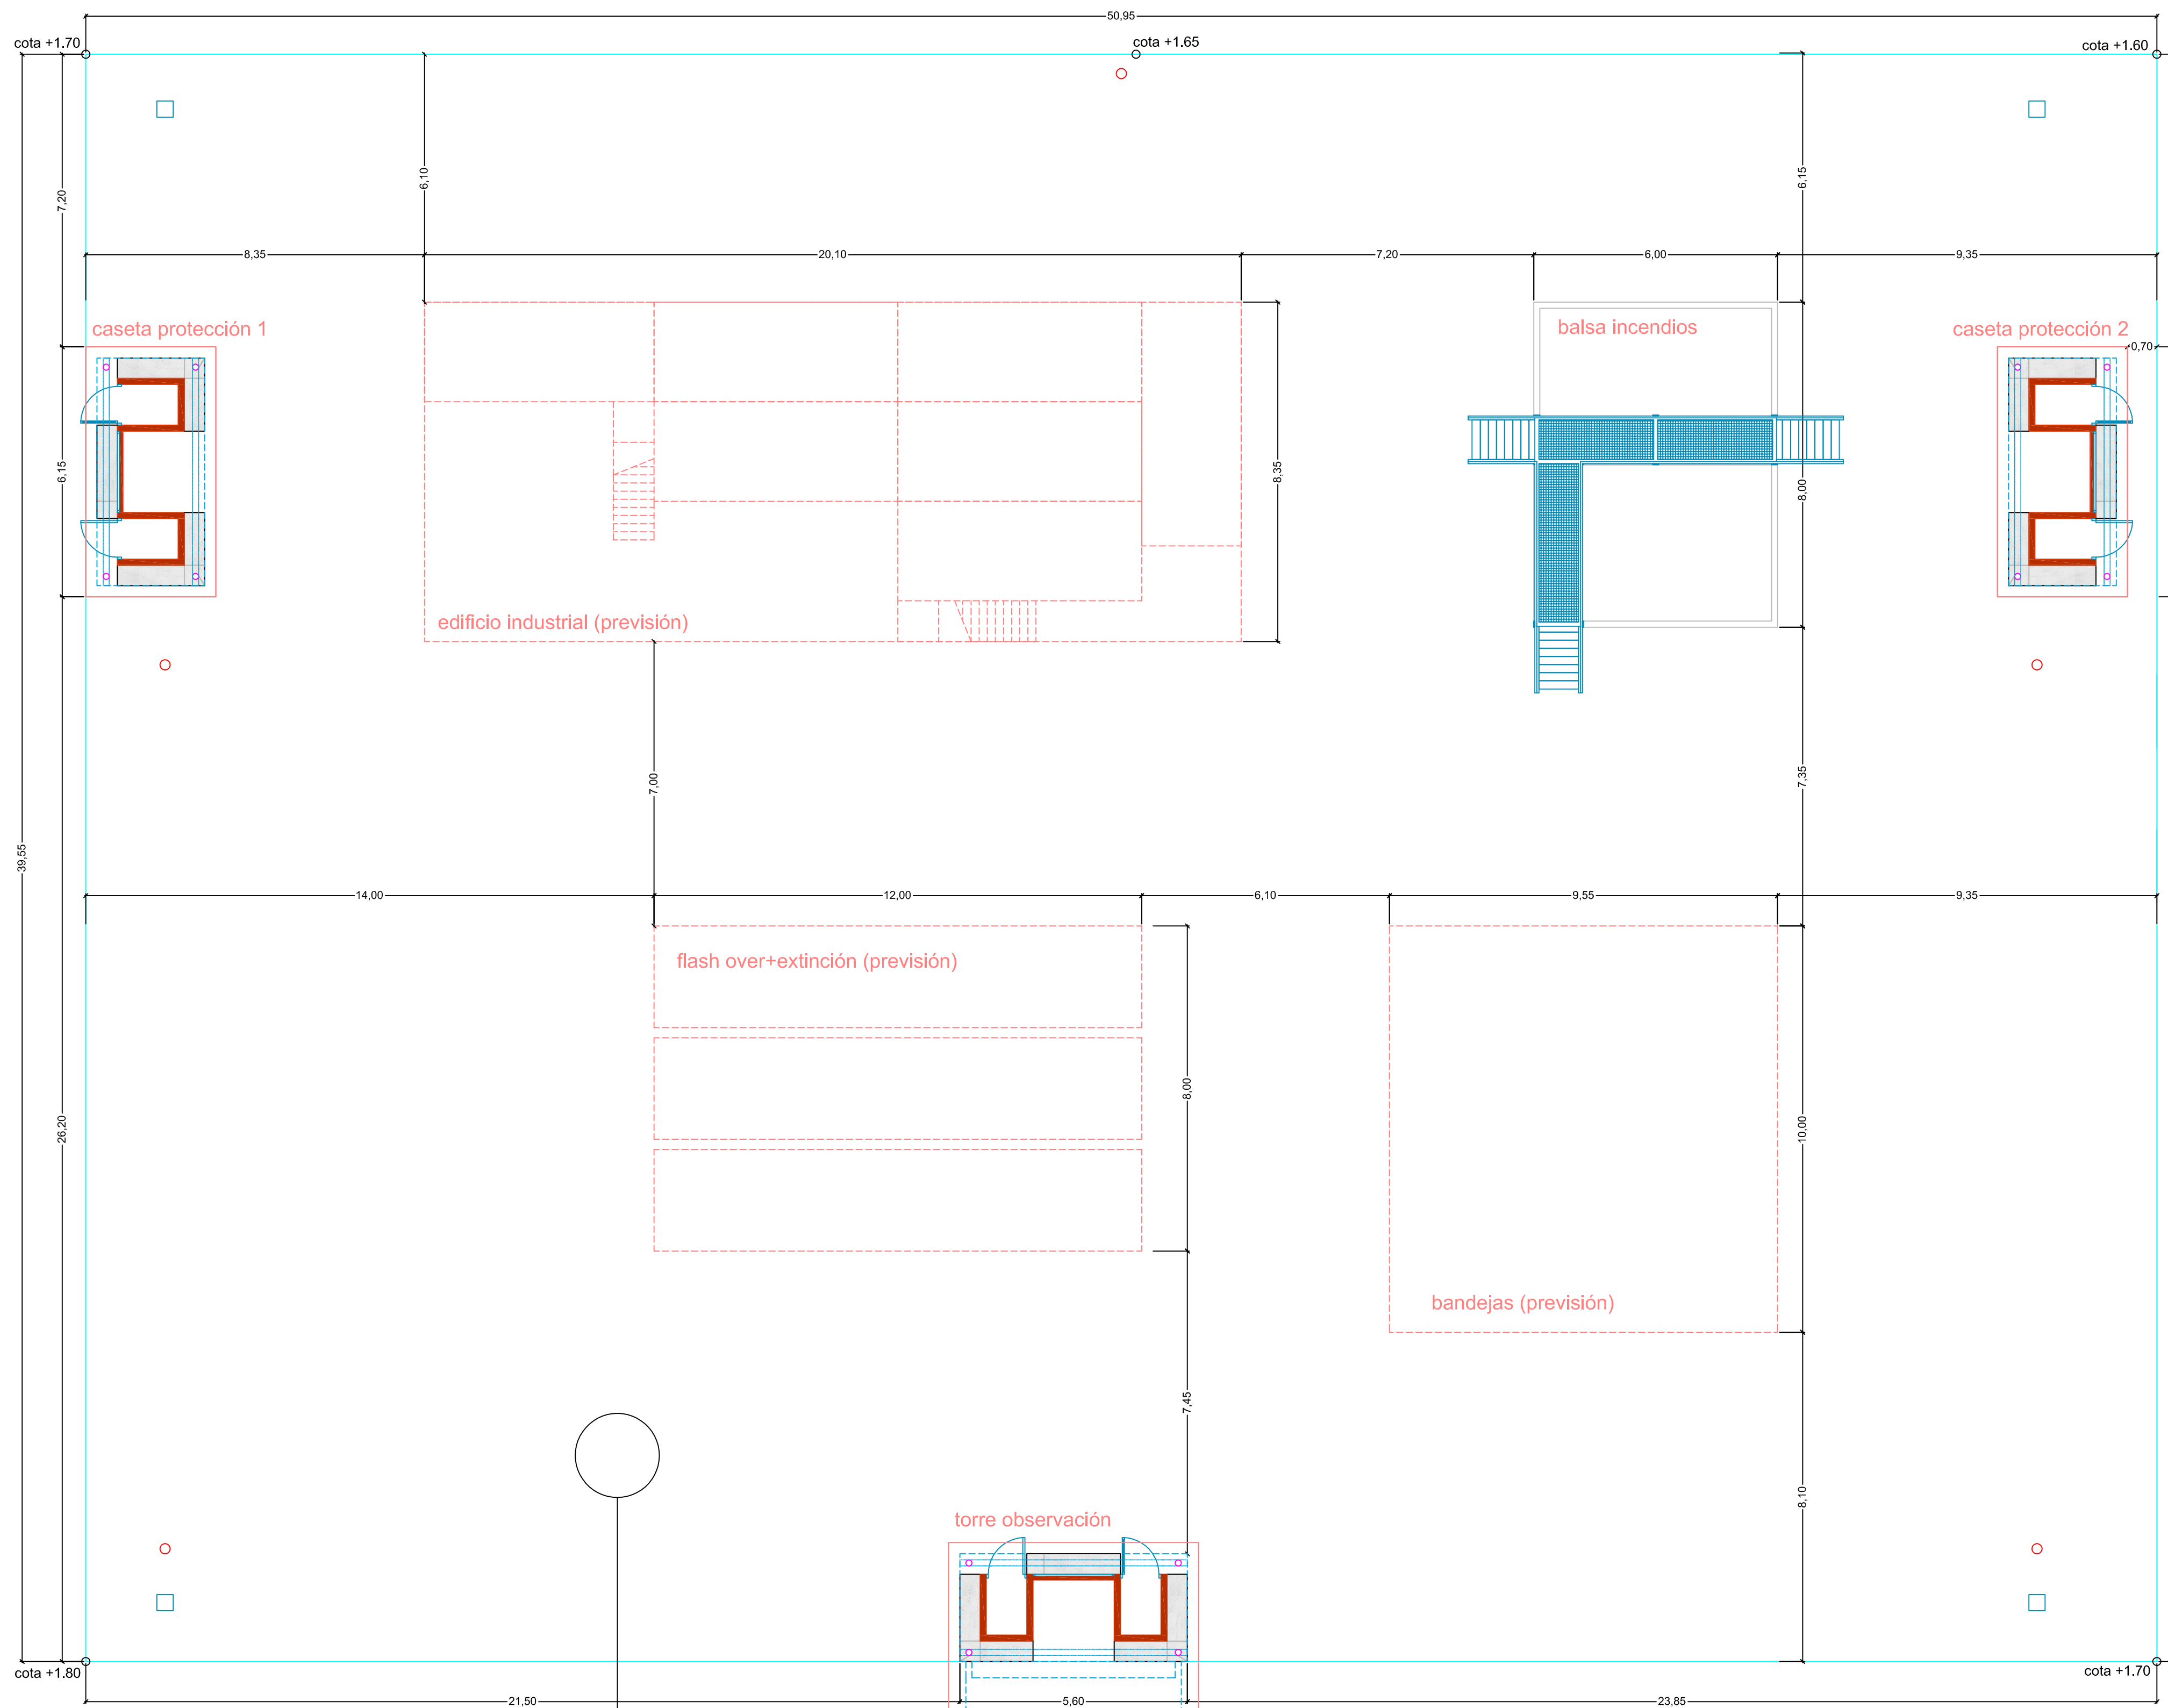 50,95
cota +1.70
cota +1.65
cota +1.60
7,20
6,10
6,15
8,35
20,10
7,20
6,00
9,35
caseta protección 1
balsa incendios
caseta protección 2
0,70
6,15
8,35
8,00
edificio industrial (previsión)
7,00
7,35
39,55
14,00
12,00
6,10
9,55
9,35
flash over+extinción (previsión)
8,00
26,20
10,00
bandejas (previsión)
7,45
8,10
torre observación
cota +1.80
cota +1.70
21,50
5,60
23,85